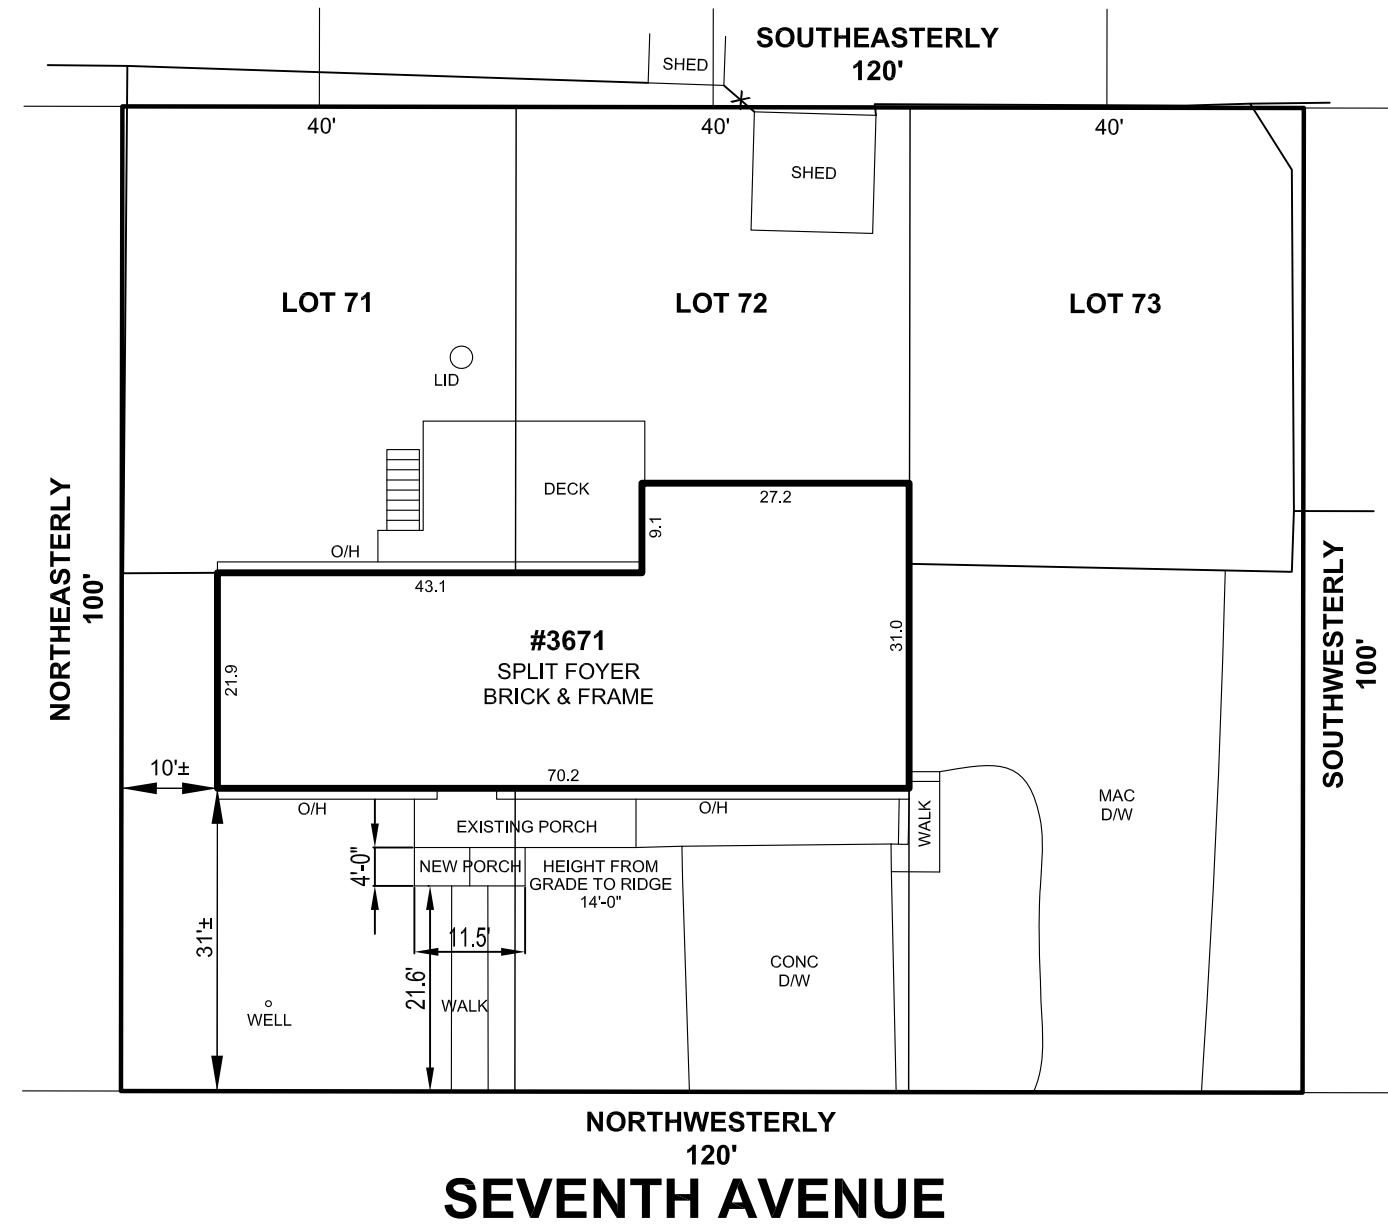 SOUTHEASTERLY
120'
SHED
40'
40'
40'
SHED
LOT 71
LOT 72
LOT 73
LID
DECK
27.2
9.1
O/H
43.1
NORTHEASTERLY
100'
#3671
SPLIT FOYER
BRICK & FRAME
21.9
31.0
SOUTHWESTERLY
100'
10'±
70.2
O/H
O/H
MAC
D/W
WALK
EXISTING PORCH
4'-0"
NEW PORCH
HEIGHT FROM
GRADE TO RIDGE
14'-0"
31'±
11.5'
21.6'
CONC
D/W
WALK
WELL
NORTHWESTERLY
120'
SEVENTH AVENUE